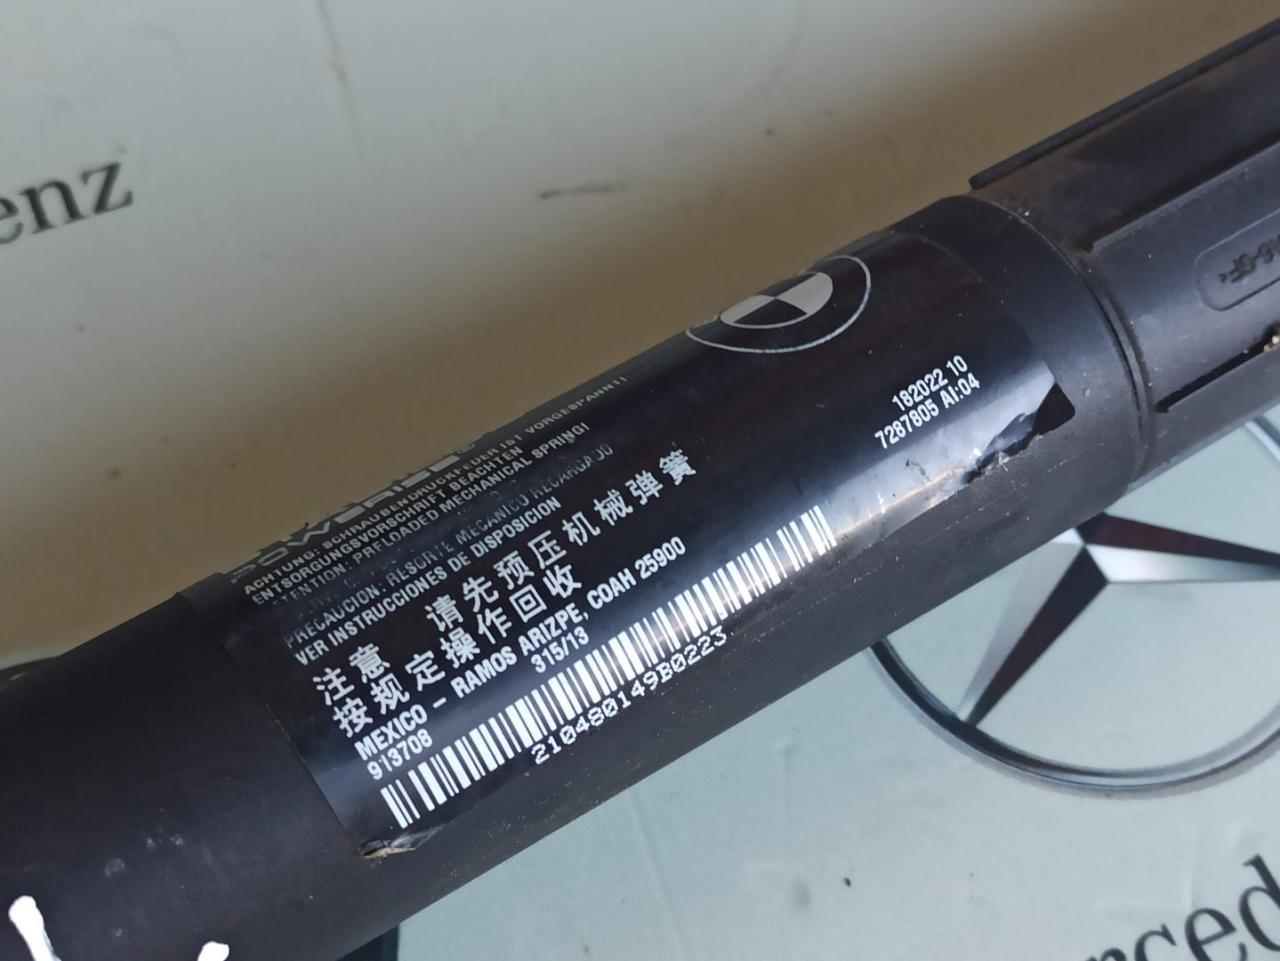 enz
POWERISE
ACHTUNG: SCHRAUBENDRUCKFEDER IST VORGESPANNT!
ENTSORGUNGSVORSCHRIFT BEACHTEN
TTENTION: PRELOADED MECHANICAL SPRING!
PRECAUCION: RESORTE MECANICO RECARGADO
VER INSTRUCCIONES DE DISPOSICION
注意 请先预压机械弹簧
按规定操作回收
MEXICO - RAMOS ARIZPE, COAH 25900
913708 315/13
210480149B0223
182022 10
7287805 AI:04
rced